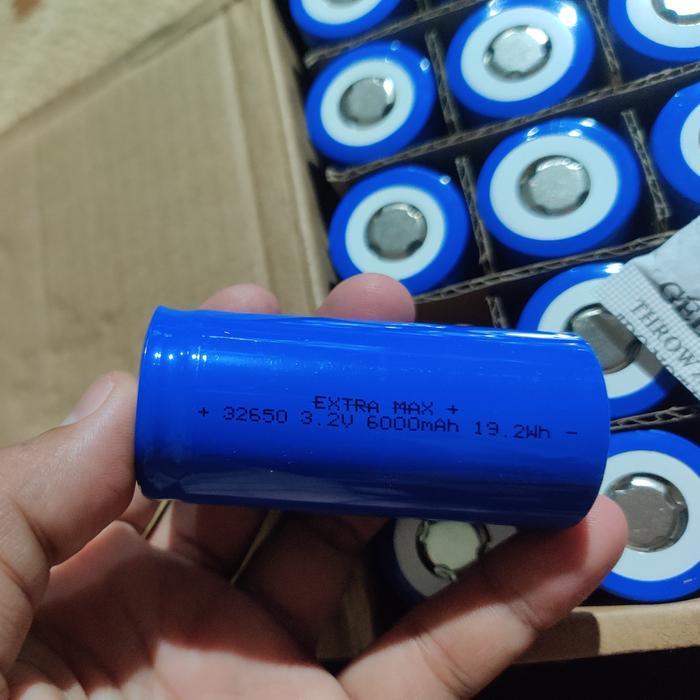 EXTRA MAX +
+ 32650 3.2V 6000mAh 19.2Wh -
THROW